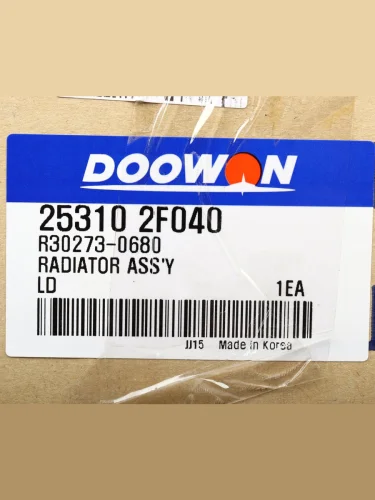 DOOWON
25310 2F040
R30273-0680
RADIATOR ASS'Y
LD 1EA
JJ15 Made in Korea